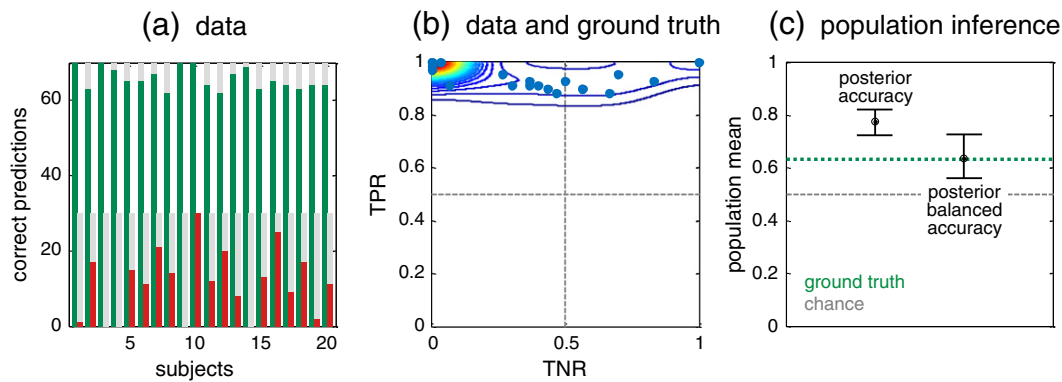 (a) data
correct predictions
60
40
20
0
5
10
15
20
subjects
(b) data and ground truth
TPR
1
0.8
0.6
0.4
0.2
0
0
0.5
1
TNR
(c) population inference
population mean
1
0.8
0.6
0.4
0.2
0
posterior
accuracy
posterior
balanced
accuracy
ground truth
chance